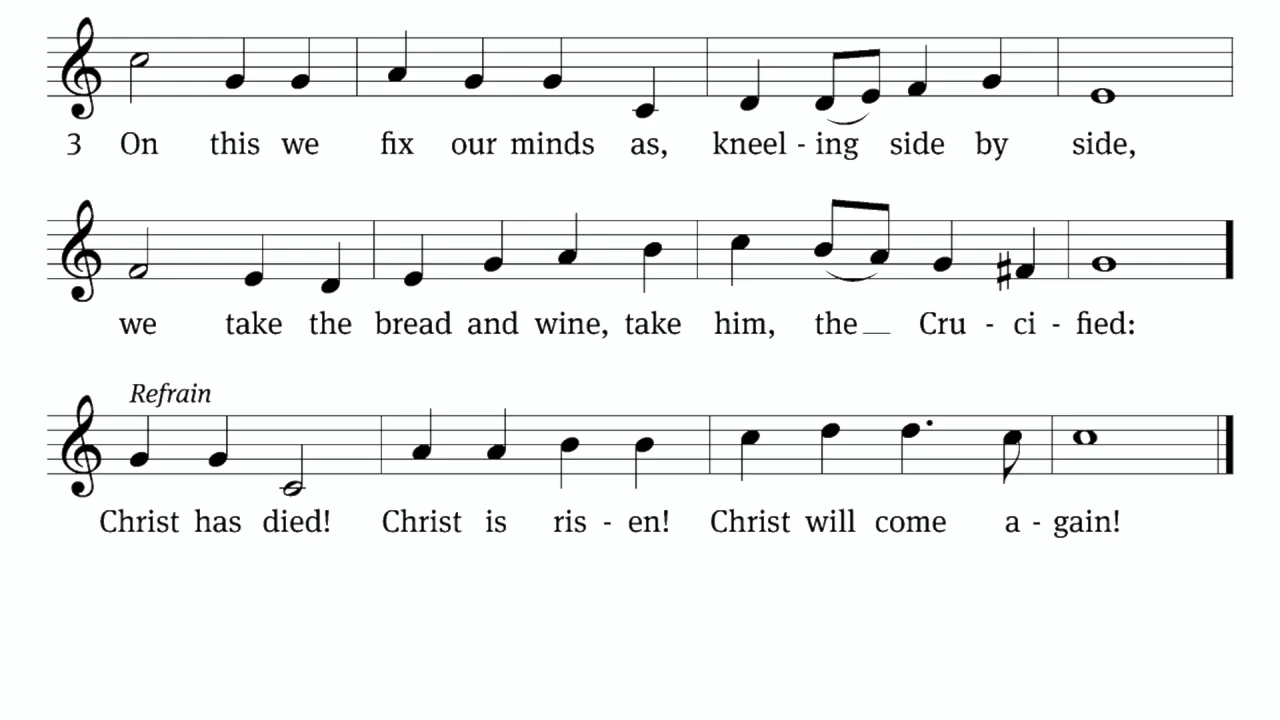 3 On this we fix our minds as, kneel - ing side by side,
we take the bread and wine, take him, the Cru - ci - fied:
Refrain
Christ has died! Christ is ris - en! Christ will come a - gain!